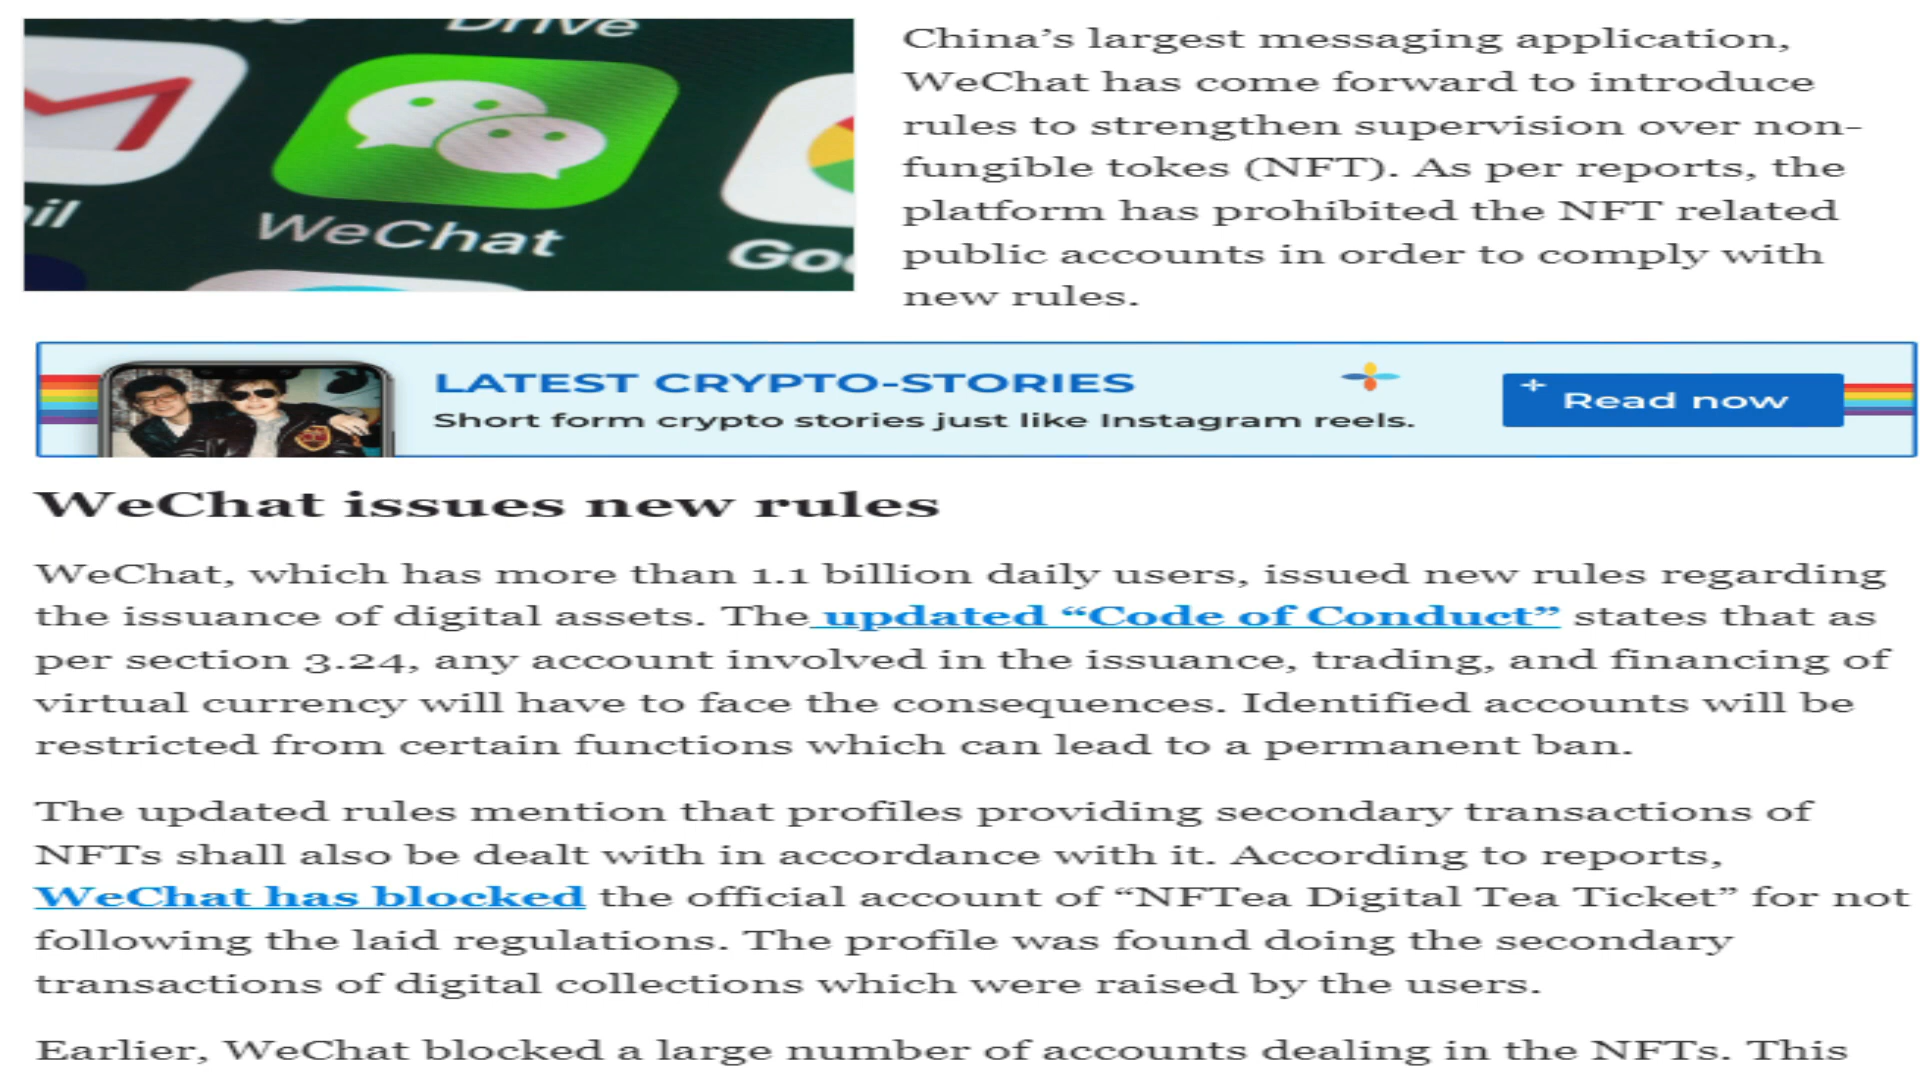 Drive
WeChat
China’s largest messaging application,
WeChat has come forward to introduce
rules to strengthen supervision over non-
fungible tokes (NFT). As per reports, the
platform has prohibited the NFT related
public accounts in order to comply with
new rules.
LATEST CRYPTO-STORIES
Short form crypto stories just like Instagram reels.
Read now
WeChat issues new rules
WeChat, which has more than 1.1 billion daily users, issued new rules regarding
the issuance of digital assets. The updated “Code of Conduct” states that as
per section 3.24, any account involved in the issuance, trading, and financing of
virtual currency will have to face the consequences. Identified accounts will be
restricted from certain functions which can lead to a permanent ban.
The updated rules mention that profiles providing secondary transactions of
NFTs shall also be dealt with in accordance with it. According to reports,
WeChat has blocked the official account of “NFTea Digital Tea Ticket” for not
following the laid regulations. The profile was found doing the secondary
transactions of digital collections which were raised by the users.
Earlier, WeChat blocked a large number of accounts dealing in the NFTs. This